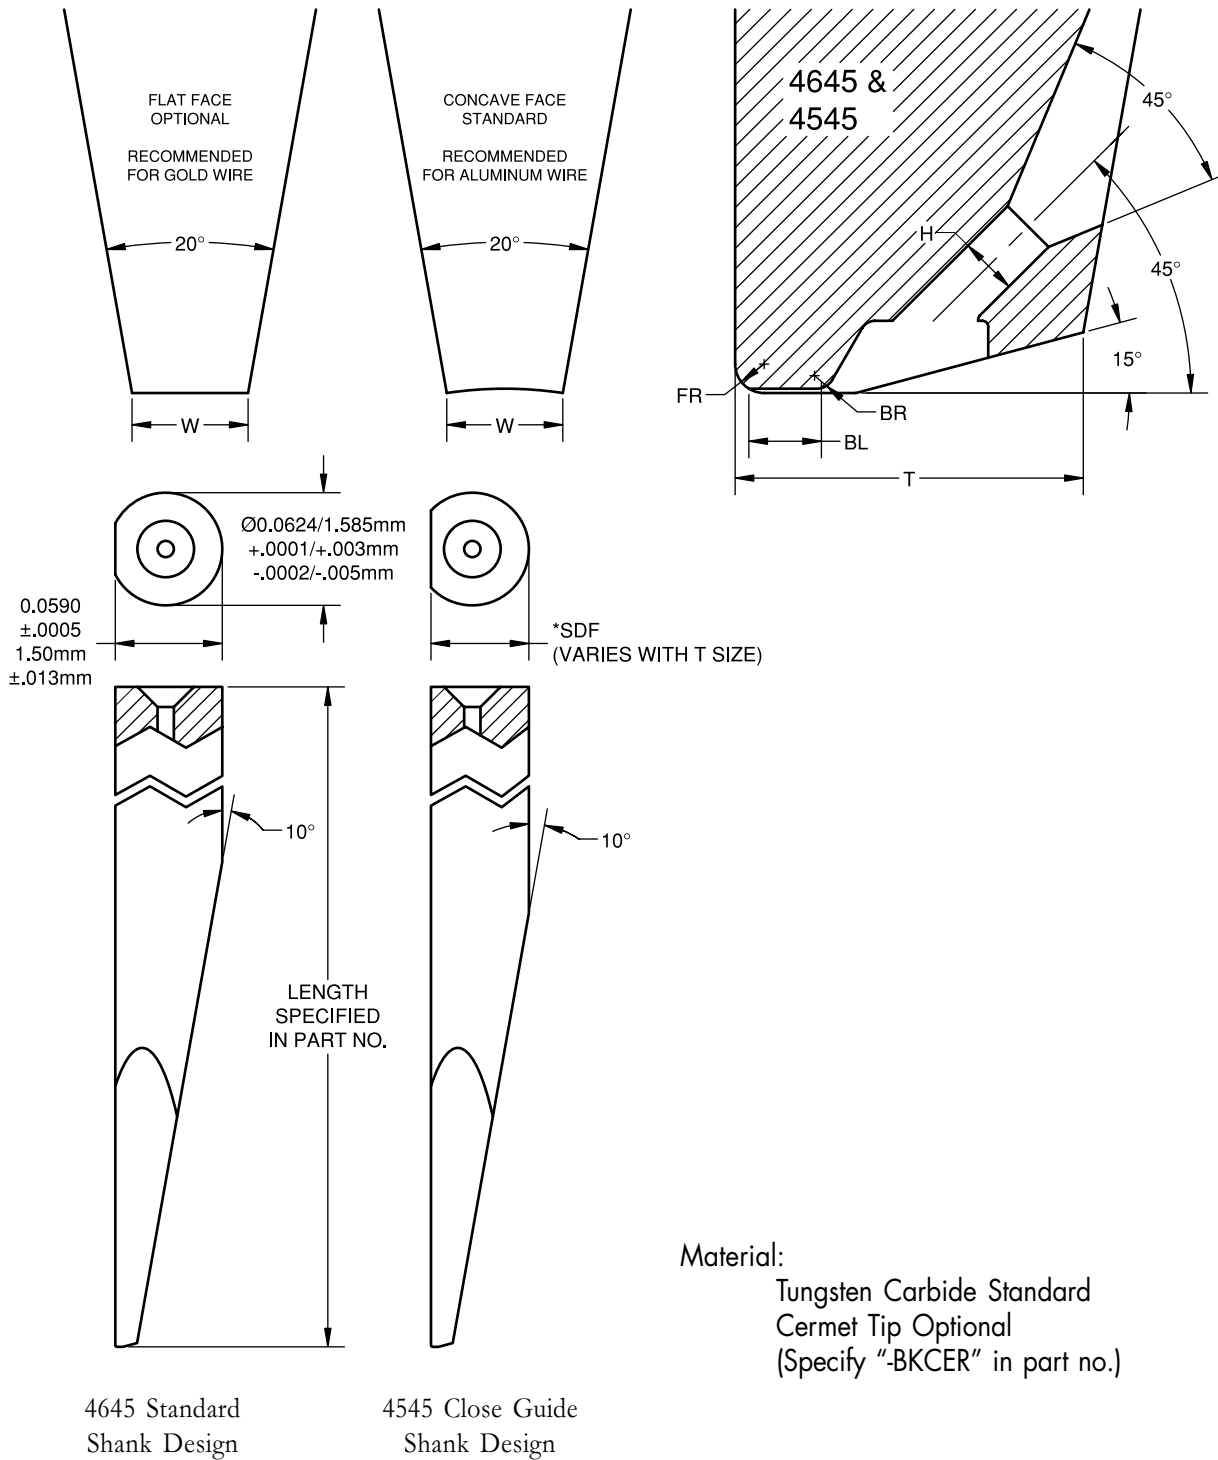 FLAT FACE
OPTIONAL
RECOMMENDED
FOR GOLD WIRE
20°
W
CONCAVE FACE
STANDARD
RECOMMENDED
FOR ALUMINUM WIRE
20°
W
4645 &
4545
45°
H
45°
15°
FR
BR
BL
T
Ø0.0624/1.585mm
+.0001/+.003mm
-.0002/-.005mm
0.0590
±.0005
1.50mm
±.013mm
*SDF
(VARIES WITH T SIZE)
10°
10°
LENGTH
SPECIFIED
IN PART NO.
Material:
Tungsten Carbide Standard
Cermet Tip Optional
(Specify “-BKCER” in part no.)
4645 Standard
Shank Design
4545 Close Guide
Shank Design